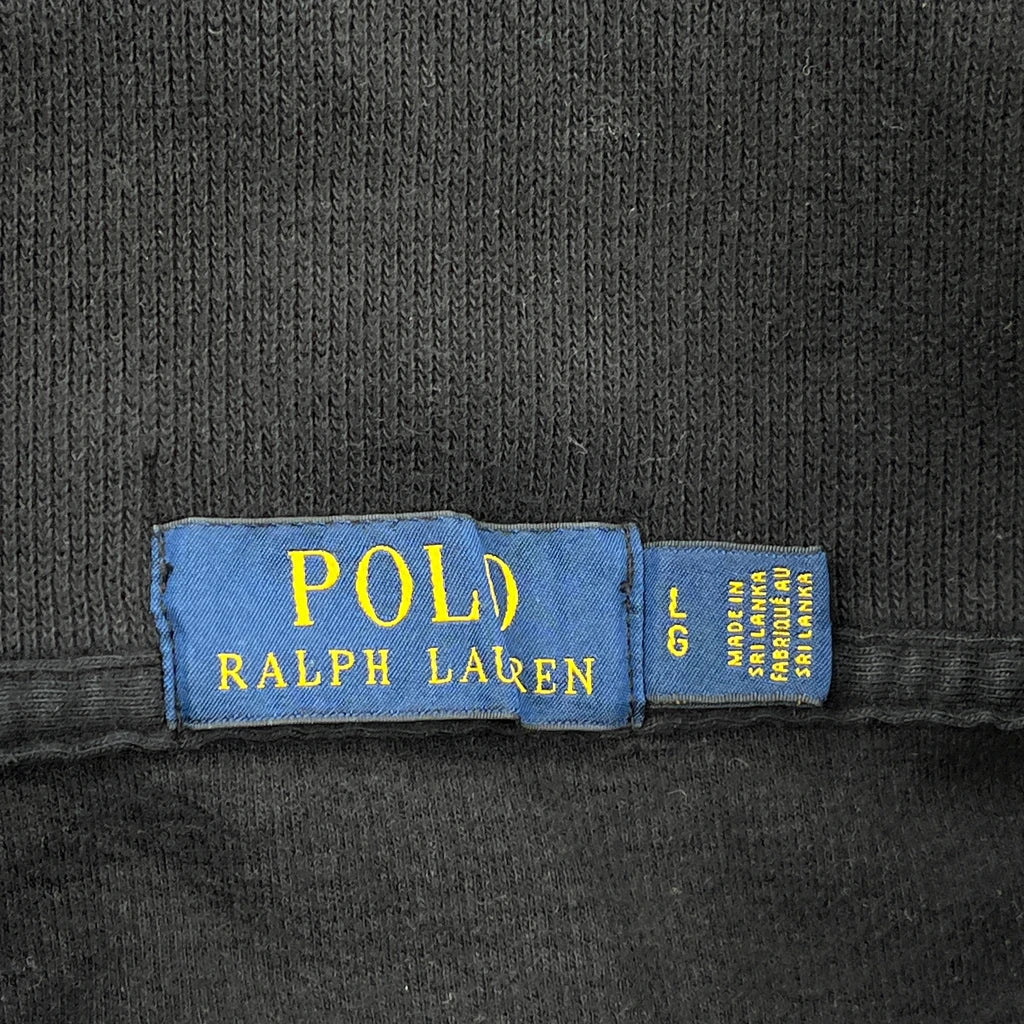 POLO
RALPH LAUREN
L
G
MADE IN
SRI LANKA
FABRIQUÉ AU
SRI LANKA